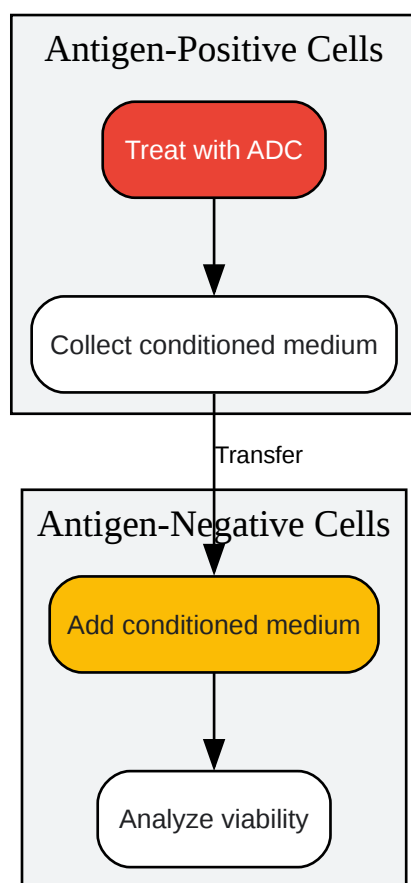 Antigen-Positive Cells
Treat with ADC
Collect conditioned medium
Transfer
Antigen-Negative Cells
Add conditioned medium
Analyze viability